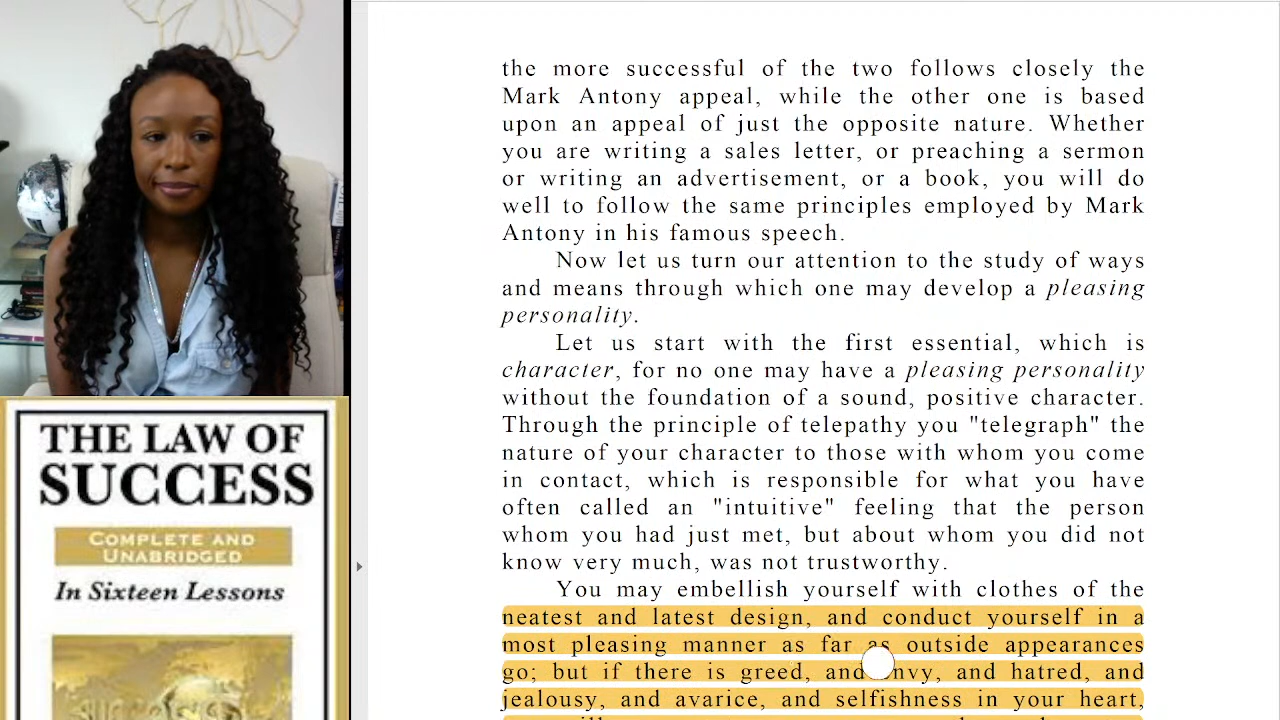 THE LAW OF
SUCCESS
COMPLETE AND
UNABRIDGED
In Sixteen Lessons
the more successful of the two follows closely the
Mark Antony appeal, while the other one is based
upon an appeal of just the opposite nature. Whether
you are writing a sales letter, or preaching a sermon
or writing an advertisement, or a book, you will do
well to follow the same principles employed by Mark
Antony in his famous speech.
Now let us turn our attention to the study of ways
and means through which one may develop a pleasing
personality.
Let us start with the first essential, which is
character, for no one may have a pleasing personality
without the foundation of a sound, positive character.
Through the principle of telepathy you "telegraph" the
nature of your character to those with whom you come
in contact, which is responsible for what you have
often called an "intuitive" feeling that the person
whom you had just met, but about whom you did not
know very much, was not trustworthy.
You may embellish yourself with clothes of the
neatest and latest design, and conduct yourself in a
most pleasing manner as far as outside appearances
go; but if there is greed, and envy, and hatred, and
jealousy, and avarice, and selfishness in your heart,